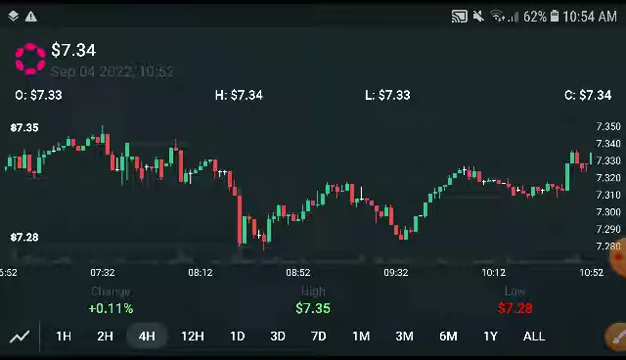 62% 10:54 AM
$7.34
Sep 04 2022, 10:52
O: $7.33 H: $7.34 L: $7.33 C: $7.34
$7.35
7.350
7.340
7.330
7.320
7.310
7.300
7.290
$7.28
7.280
6:52 07:32 08:12 08:52 09:32 10:12 10:52
Change High Low
+0.11% $7.35 $7.28
1H 2H 4H 12H 1D 3D 7D 1M 3M 6M 1Y ALL